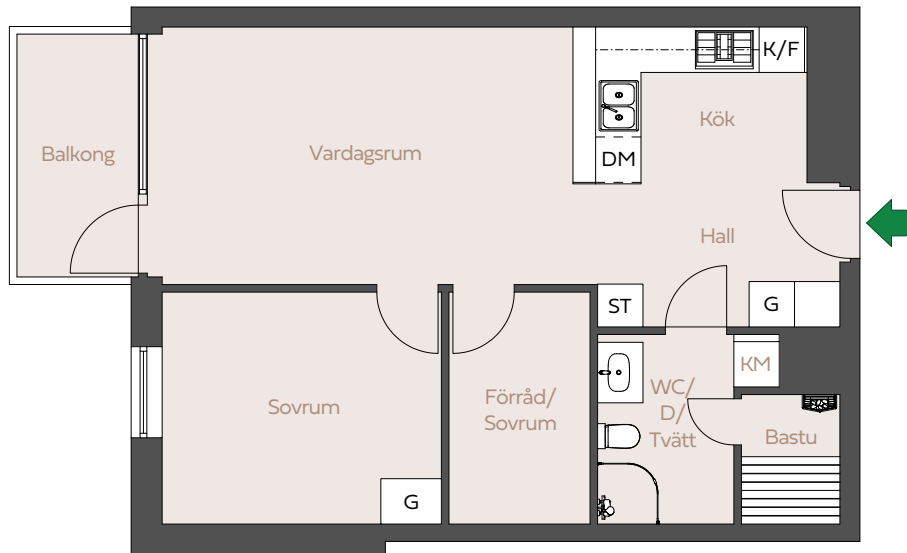 K/F
Kök
Balkong
Vardagsrum
DM
Hall
ST
G
KM
WC/
D/
Tvätt
Förråd/
Sovrum
Sovrum
Bastu
G